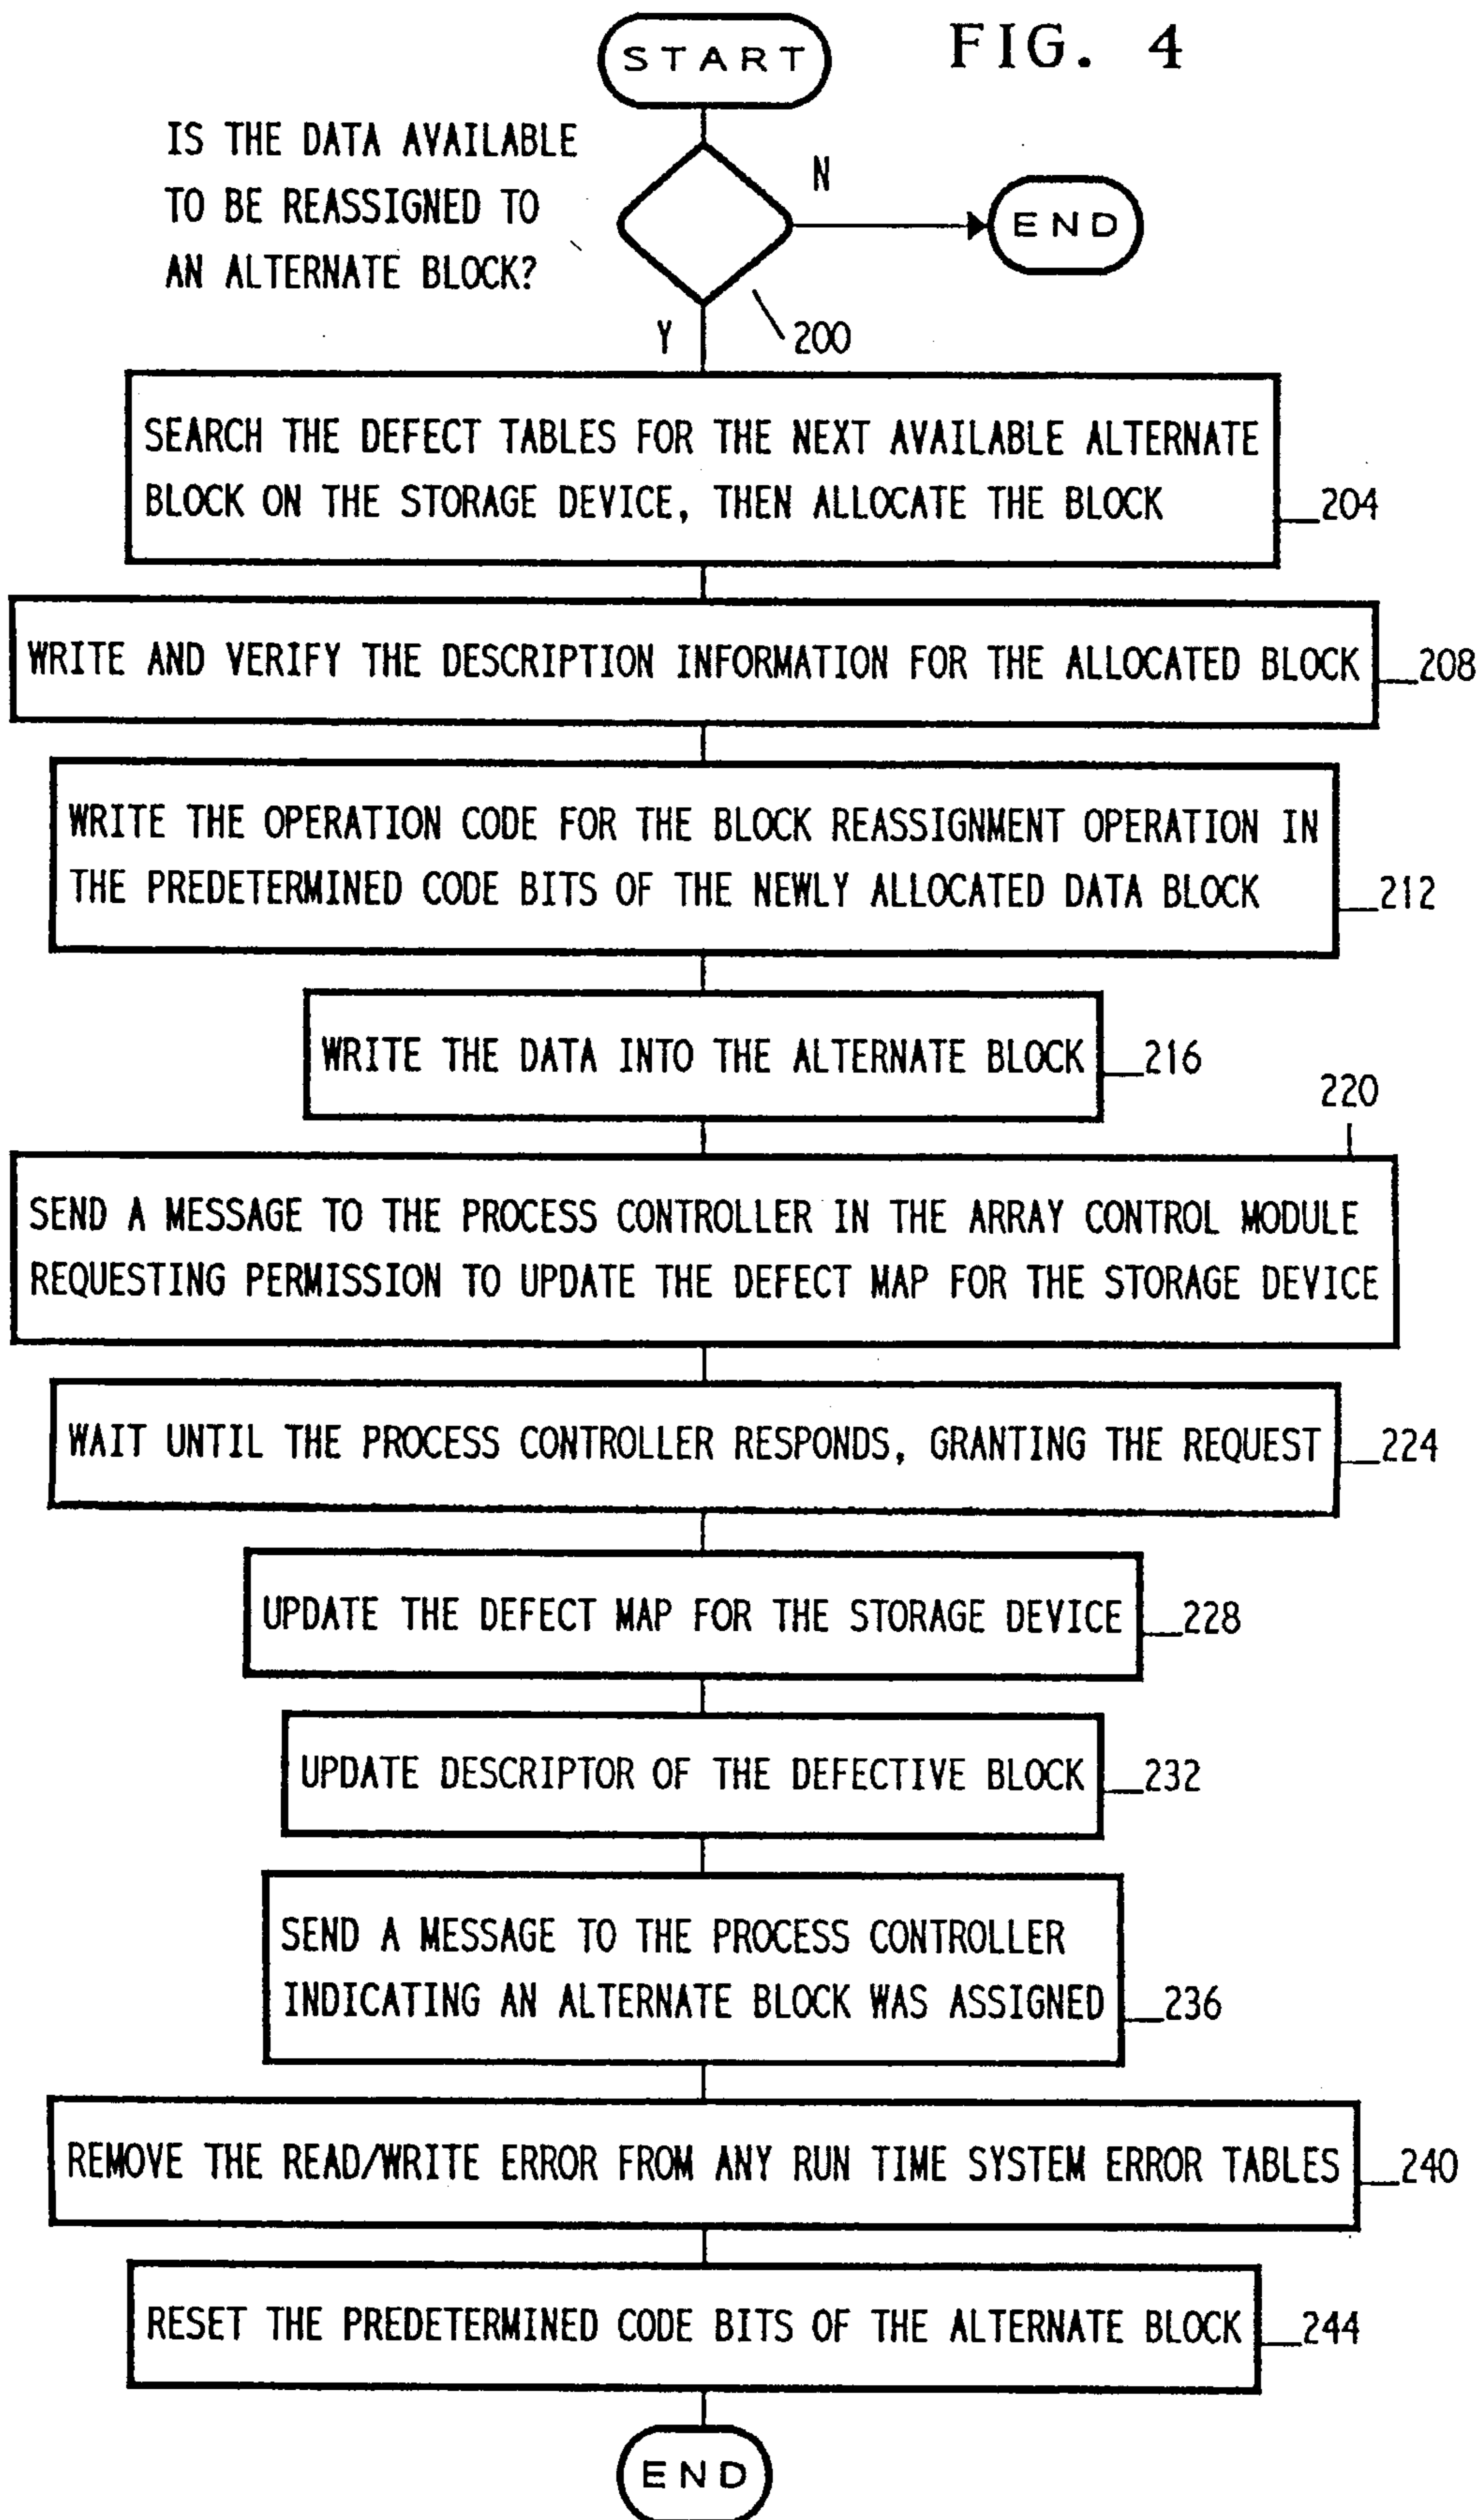 START
FIG. 4
IS THE DATA AVAILABLE
TO BE REASSIGNED TO
AN ALTERNATE BLOCK?
N
END
Y
200
SEARCH THE DEFECT TABLES FOR THE NEXT AVAILABLE ALTERNATE
BLOCK ON THE STORAGE DEVICE, THEN ALLOCATE THE BLOCK
204
WRITE AND VERIFY THE DESCRIPTION INFORMATION FOR THE ALLOCATED BLOCK
208
WRITE THE OPERATION CODE FOR THE BLOCK REASSIGNMENT OPERATION IN
THE PREDETERMINED CODE BITS OF THE NEWLY ALLOCATED DATA BLOCK
212
WRITE THE DATA INTO THE ALTERNATE BLOCK
216
220
SEND A MESSAGE TO THE PROCESS CONTROLLER IN THE ARRAY CONTROL MODULE
REQUESTING PERMISSION TO UPDATE THE DEFECT MAP FOR THE STORAGE DEVICE
WAIT UNTIL THE PROCESS CONTROLLER RESPONDS, GRANTING THE REQUEST
224
UPDATE THE DEFECT MAP FOR THE STORAGE DEVICE
228
UPDATE DESCRIPTOR OF THE DEFECTIVE BLOCK
232
SEND A MESSAGE TO THE PROCESS CONTROLLER
INDICATING AN ALTERNATE BLOCK WAS ASSIGNED
236
REMOVE THE READ/WRITE ERROR FROM ANY RUN TIME SYSTEM ERROR TABLES
240
RESET THE PREDETERMINED CODE BITS OF THE ALTERNATE BLOCK
244
END